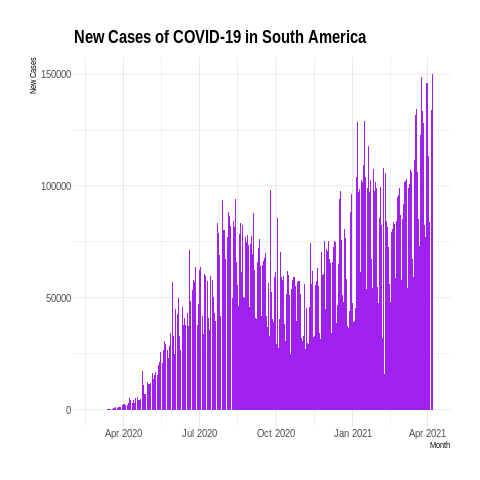 New Cases of COVID-19 in South America
New Cases
150000
100000
50000
0
Apr 2020 Jul 2020 Oct 2020 Jan 2021 Apr 2021
Month